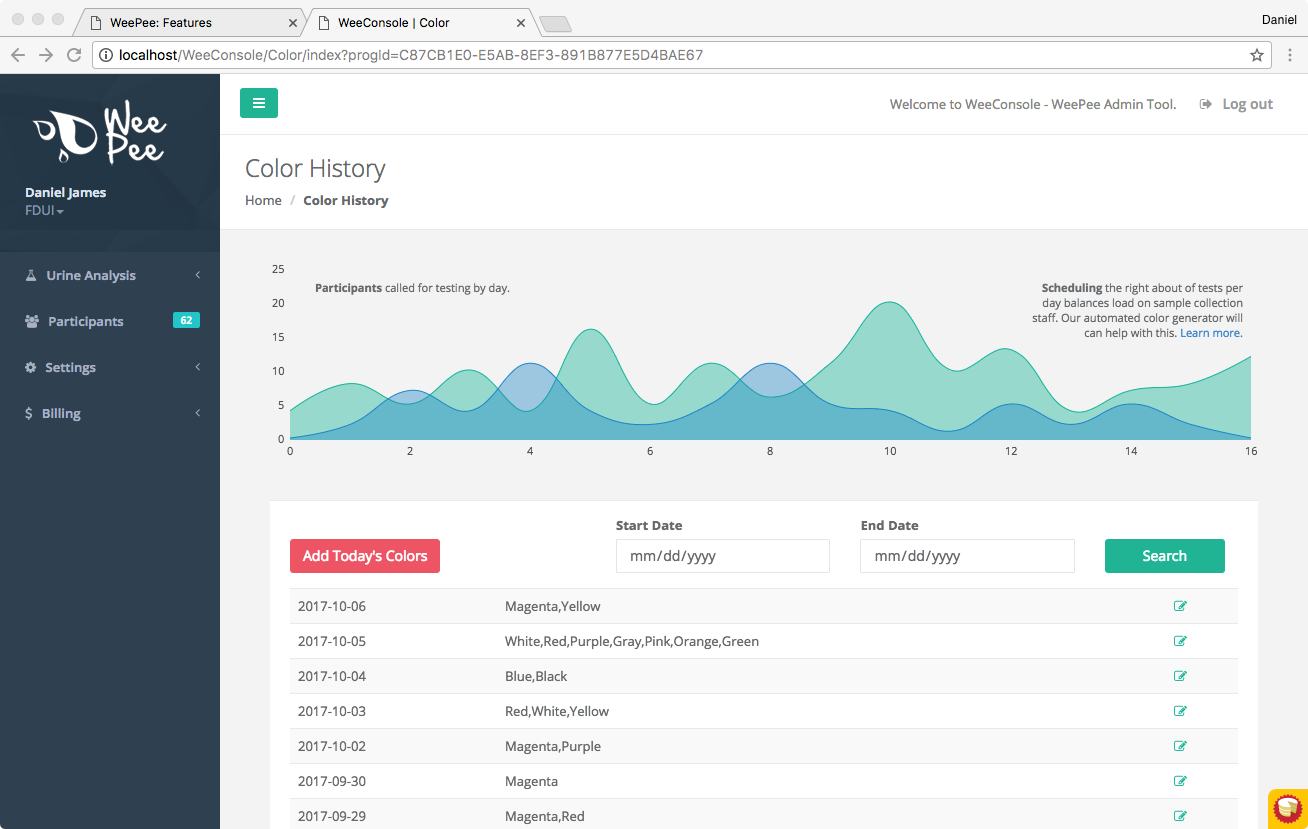 WeePee: Features
WeeConsole | Color
Daniel
localhost/WeeConsole/Color/index?progId=C87CB1E0-E5AB-8EF3-891B877E5D4BAE67
Wee
Pee
Daniel James
FDUI
Urine Analysis
Participants 62
Settings
$ Billing
Welcome to WeeConsole - WeePee Admin Tool.
Log out
Color History
Home / Color History
25
20
15
10
5
0
Participants called for testing by day.
Scheduling the right about of tests per
day balances load on sample collection
staff. Our automated color generator will
can help with this. Learn more.
0 2 4 6 8 10 12 14 16
Start Date
End Date
Add Today's Colors
mm/dd/yyyy
mm/dd/yyyy
Search
2017-10-06 Magenta,Yellow
2017-10-05 White,Red,Purple,Gray,Pink,Orange,Green
2017-10-04 Blue,Black
2017-10-03 Red,White,Yellow
2017-10-02 Magenta,Purple
2017-09-30 Magenta
2017-09-29 Magenta,Red